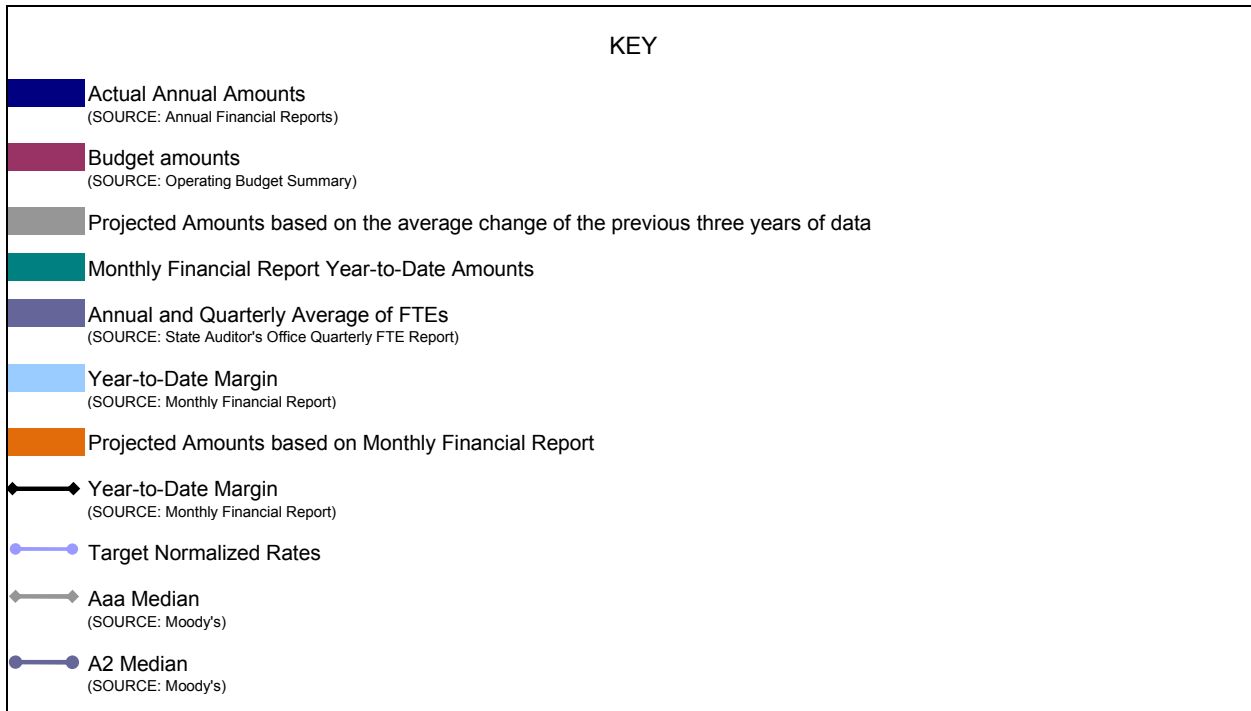 KEY
Actual Annual Amounts
(SOURCE: Annual Financial Reports)
Budget amounts
(SOURCE: Operating Budget Summary)
Projected Amounts based on the average change of the previous three years of data
Monthly Financial Report Year-to-Date Amounts
Annual and Quarterly Average of FTEs
(SOURCE: State Auditor's Office Quarterly FTE Report)
Year-to-Date Margin
(SOURCE: Monthly Financial Report)
Projected Amounts based on Monthly Financial Report
Year-to-Date Margin
(SOURCE: Monthly Financial Report)
Target Normalized Rates
Aaa Median
(SOURCE: Moody's)
A2 Median
(SOURCE: Moody's)